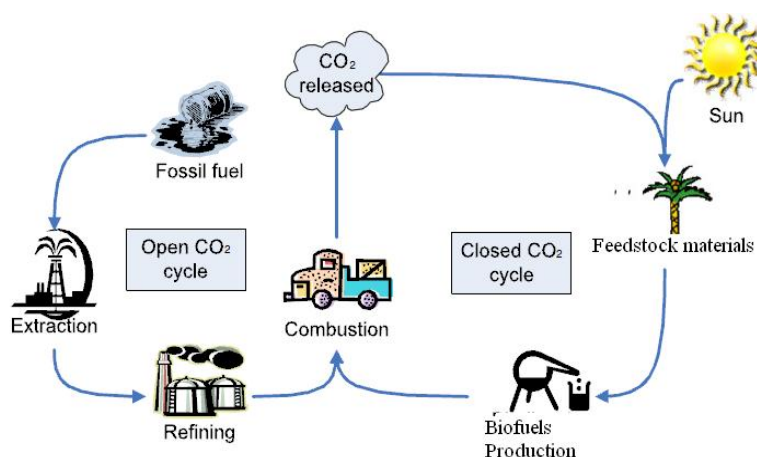 CO₂
released
Sun
Fossil fuel
Feedstock materials
Open CO₂
cycle
Closed CO₂
cycle
Extraction
Combustion
Refining
Biofuels
Production